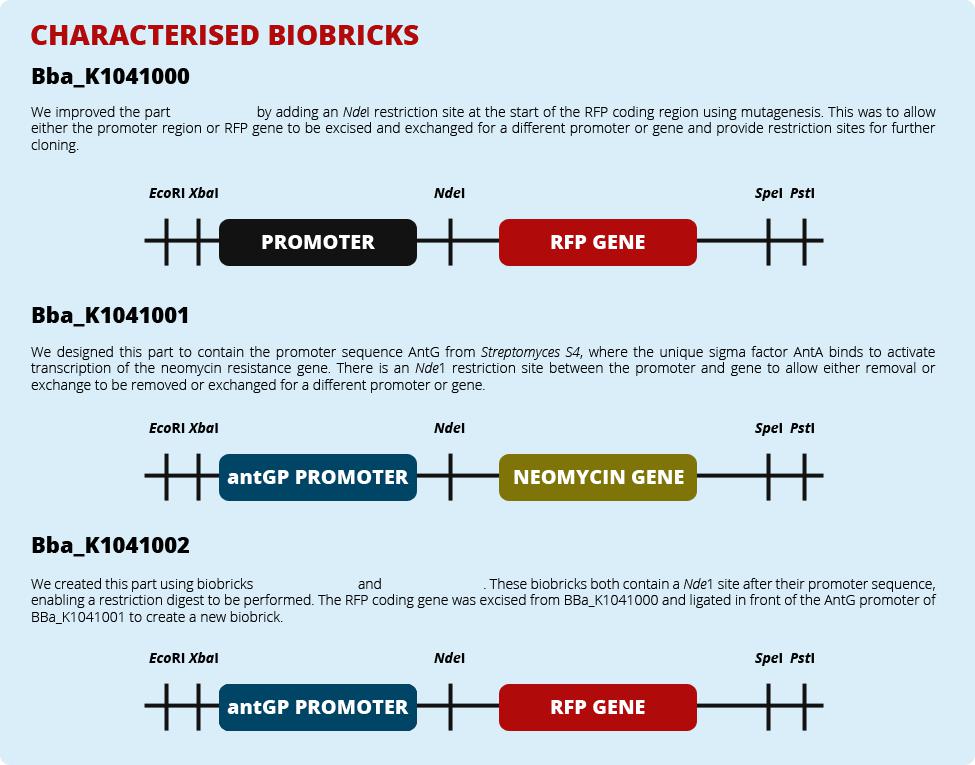 CHARACTERISED BIOBRICKS
Bba_K1041000
We improved the part by adding an NdeI restriction site at the start of the RFP coding region using mutagenesis. This was to allow
either the promoter region or RFP gene to be excised and exchanged for a different promoter or gene and provide restriction sites for further
cloning.
EcoRI XbaI NdeI SpeI PstI
PROMOTER RFP GENE
Bba_K1041001
We designed this part to contain the promoter sequence AntG from Streptomyces S4, where the unique sigma factor AntA binds to activate
transcription of the neomycin resistance gene. There is an Nde1 restriction site between the promoter and gene to allow either removal or
exchange to be removed or exchanged for a different promoter or gene.
EcoRI XbaI NdeI SpeI PstI
antGP PROMOTER NEOMYCIN GENE
Bba_K1041002
We created this part using biobricks and . These biobricks both contain a Nde1 site after their promoter sequence,
enabling a restriction digest to be performed. The RFP coding gene was excised from BBa_K1041000 and ligated in front of the AntG promoter of
BBa_K1041001 to create a new biobrick.
EcoRI XbaI NdeI SpeI PstI
antGP PROMOTER RFP GENE